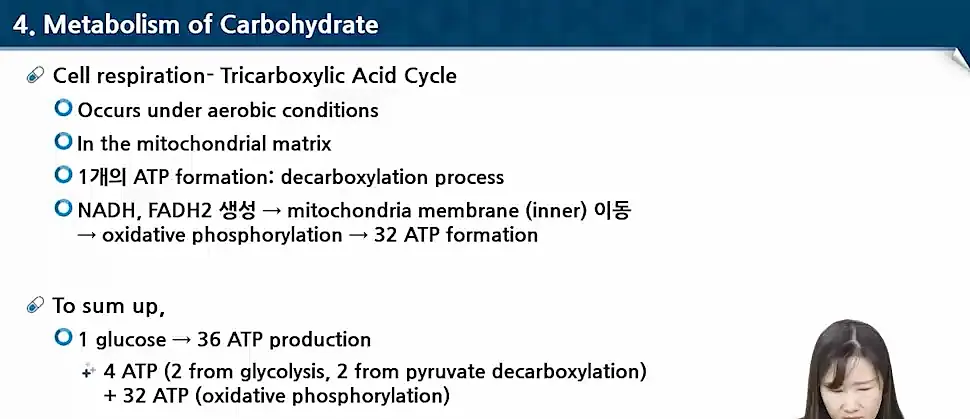 4. Metabolism of Carbohydrate
Cell respiration- Tricarboxylic Acid Cycle
Occurs under aerobic conditions
In the mitochondrial matrix
1개의 ATP formation: decarboxylation process
NADH, FADH2 생성 → mitochondria membrane (inner) 이동
→ oxidative phosphorylation → 32 ATP formation
To sum up,
1 glucose → 36 ATP production
4 ATP (2 from glycolysis, 2 from pyruvate decarboxylation)
+ 32 ATP (oxidative phosphorylation)